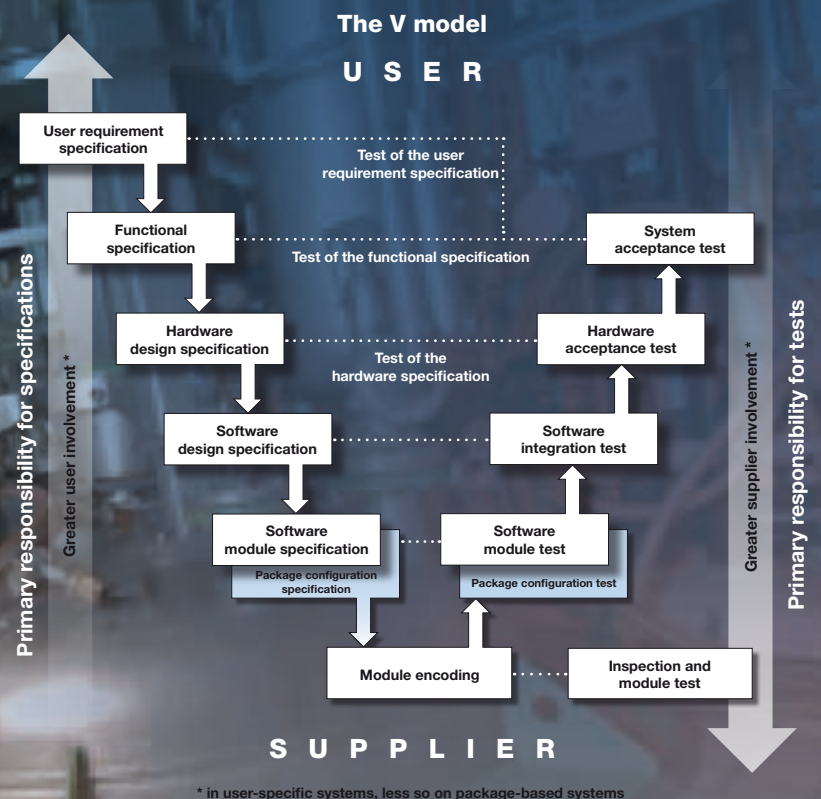 The V model
USER
User requirement
specification
Test of the user
requirement specification
Functional
specification
System
acceptance test
Test of the functional specification
Hardware
design specification
Hardware
acceptance test
Test of the
hardware specification
Software
design specification
Software
integration test
Software
module specification
Software
module test
Package configuration
specification
Package configuration test
Module encoding
Inspection and
module test
Primary responsibility for specifications
Greater user involvement *
Greater supplier involvement *
Primary responsibility for tests
SUPPLIER
* in user-specific systems, less so on package-based systems